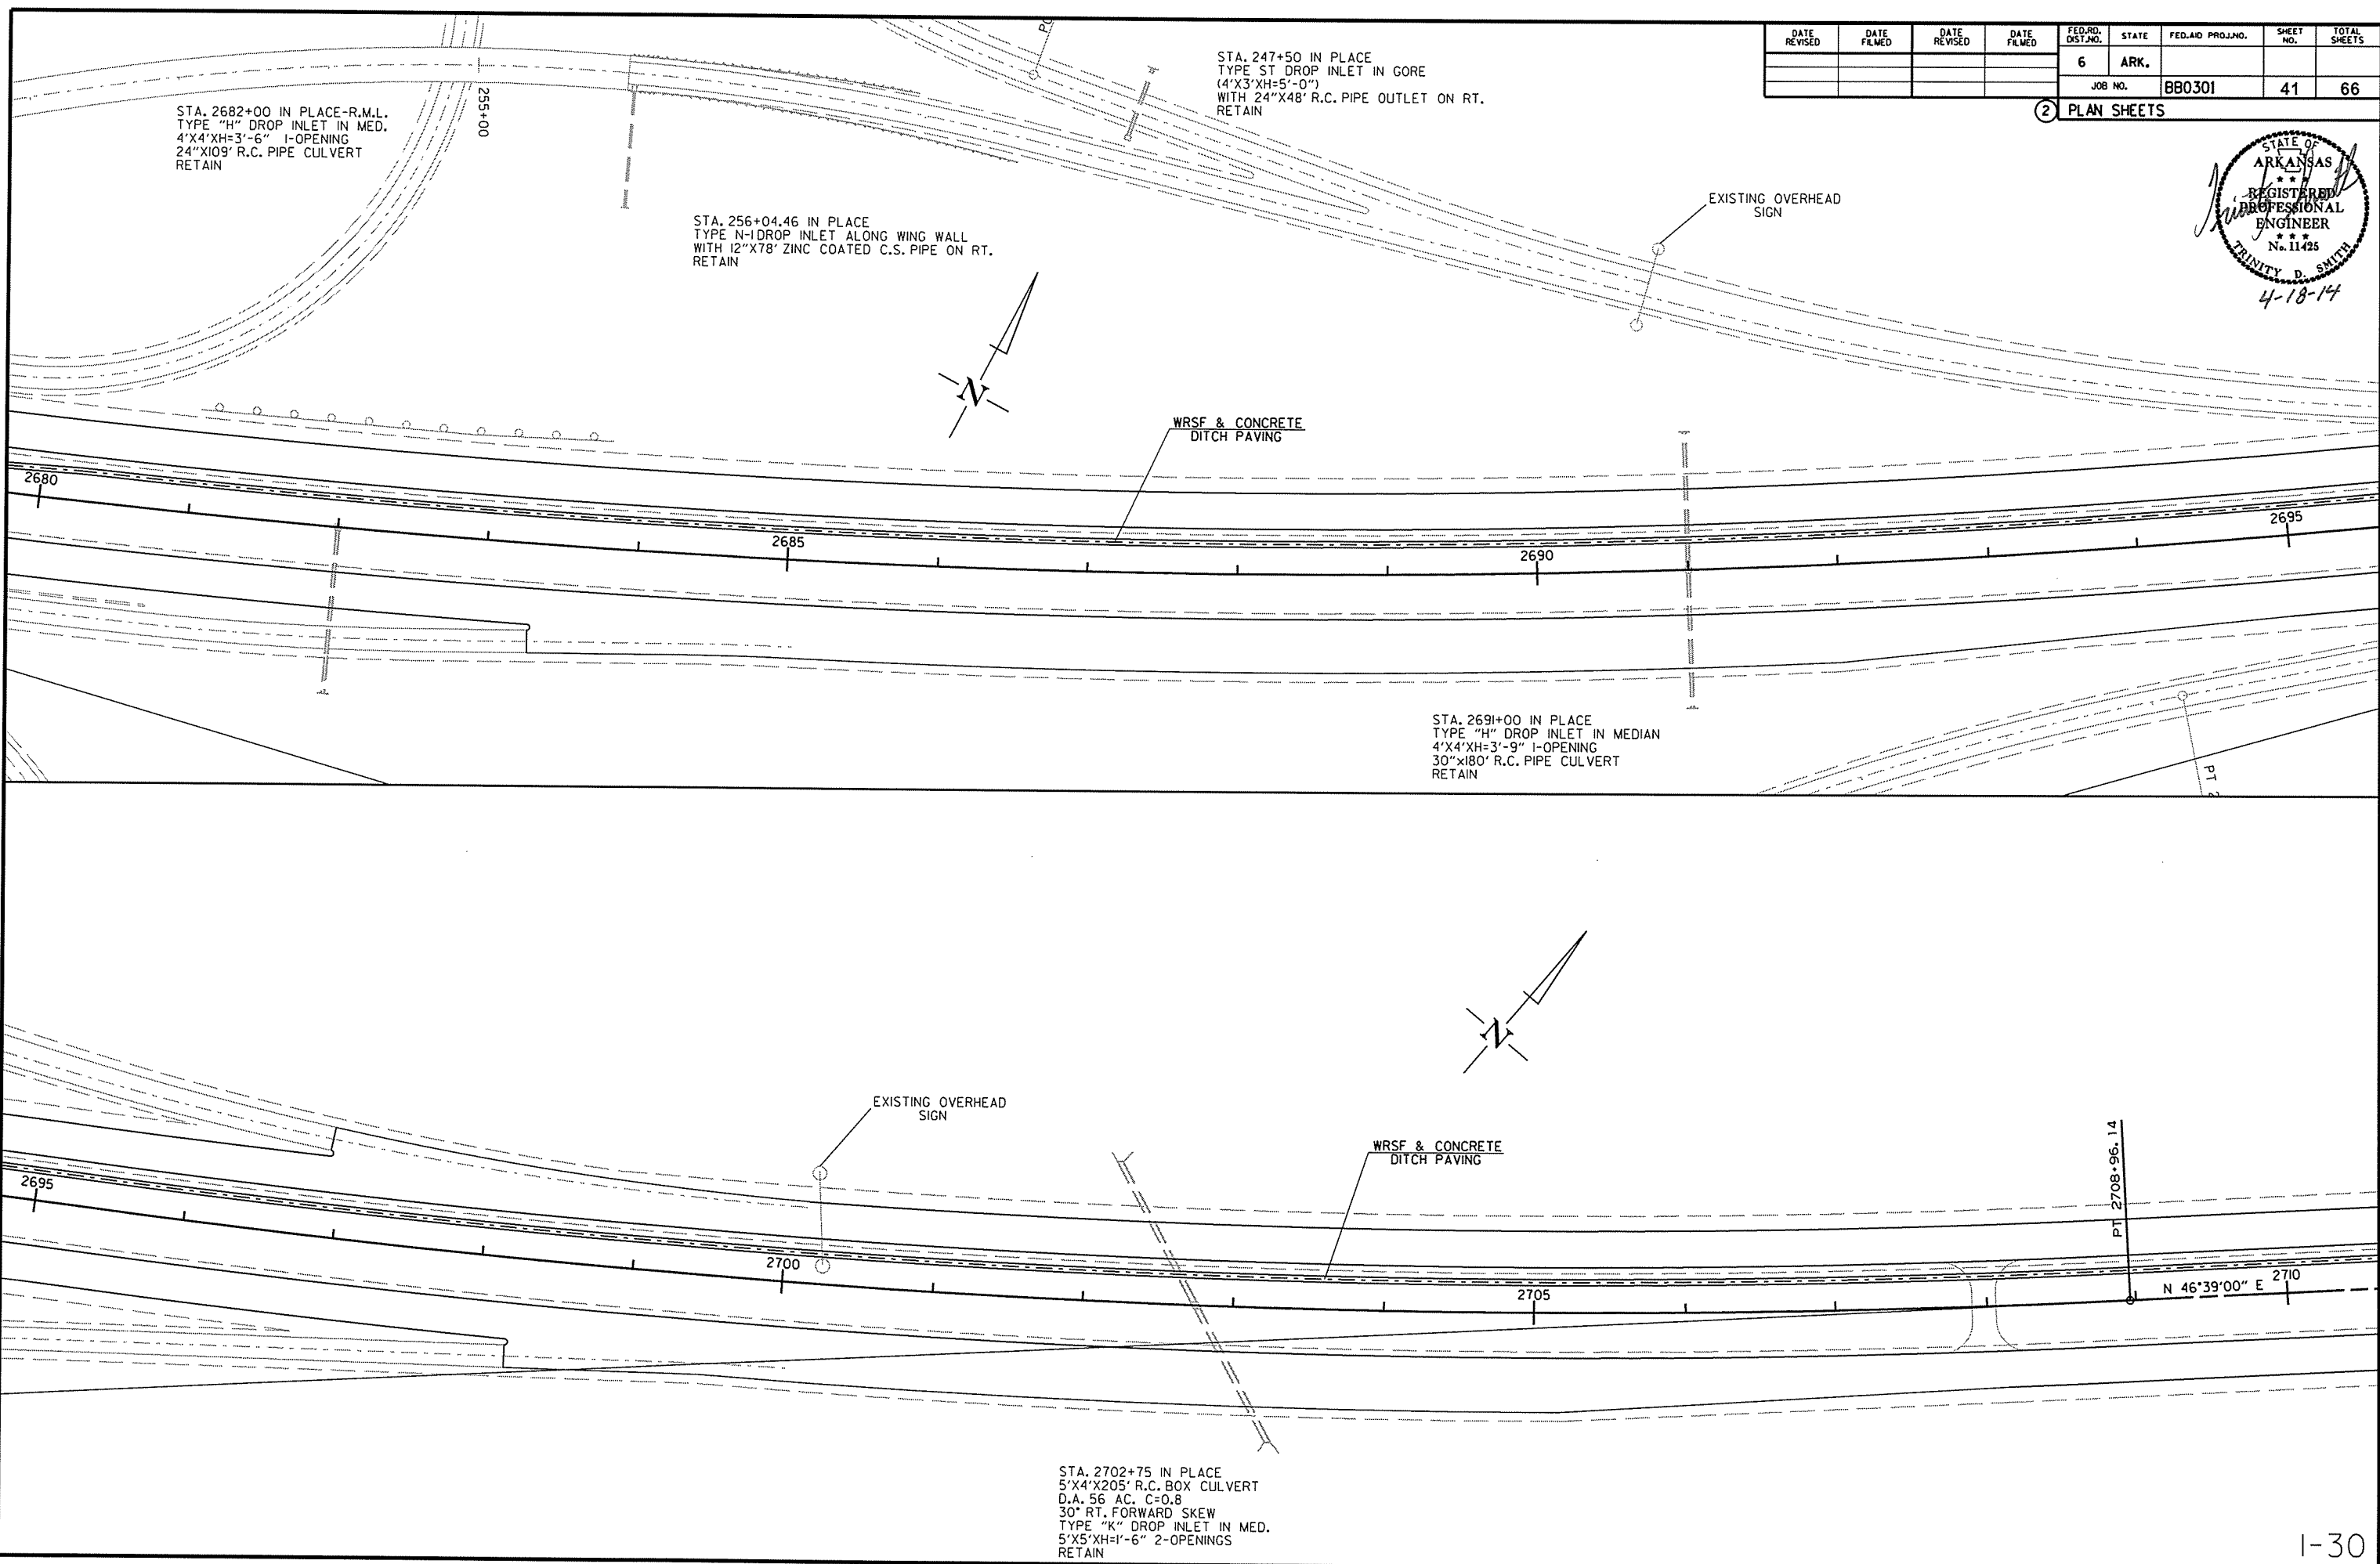 DATE REVISED
DATE FILMED
DATE REVISED
DATE FILMED
FED.RD. DIST.NO.
STATE
FED.AID PROJ.NO.
SHEET NO.
TOTAL SHEETS
6
ARK.
JOB NO.
BB0301
41
66
2 PLAN SHEETS
STATE OF
ARKANSAS
REGISTERED
PROFESSIONAL
ENGINEER
No. 11425
TRINITY D. SMITH
4-18-14
STA. 2682+00 IN PLACE-R.M.L.
TYPE "H" DROP INLET IN MED.
4'X4'XH=3'-6" 1-OPENING
24"X109' R.C. PIPE CULVERT
RETAIN
255+00
PC
STA. 247+50 IN PLACE
TYPE ST DROP INLET IN GORE
(4'X3'XH=5'-0")
WITH 24"X48' R.C. PIPE OUTLET ON RT.
RETAIN
STA. 256+04.46 IN PLACE
TYPE N-1 DROP INLET ALONG WING WALL
WITH 12"X78' ZINC COATED C.S. PIPE ON RT.
RETAIN
EXISTING OVERHEAD
SIGN
N
WRSF & CONCRETE
DITCH PAVING
2680
2685
2690
2695
STA. 2691+00 IN PLACE
TYPE "H" DROP INLET IN MEDIAN
4'X4'XH=3'-9" 1-OPENING
30"x180' R.C. PIPE CULVERT
RETAIN
PT
N
EXISTING OVERHEAD
SIGN
WRSF & CONCRETE
DITCH PAVING
PT 2708+96.14
2695
2700
2705
N 46°39'00" E
2710
STA. 2702+75 IN PLACE
5'X4'X205' R.C. BOX CULVERT
D.A. 56 AC. C=0.8
30° RT. FORWARD SKEW
TYPE "K" DROP INLET IN MED.
5'X5'XH=1'-6" 2-OPENINGS
RETAIN
I-30